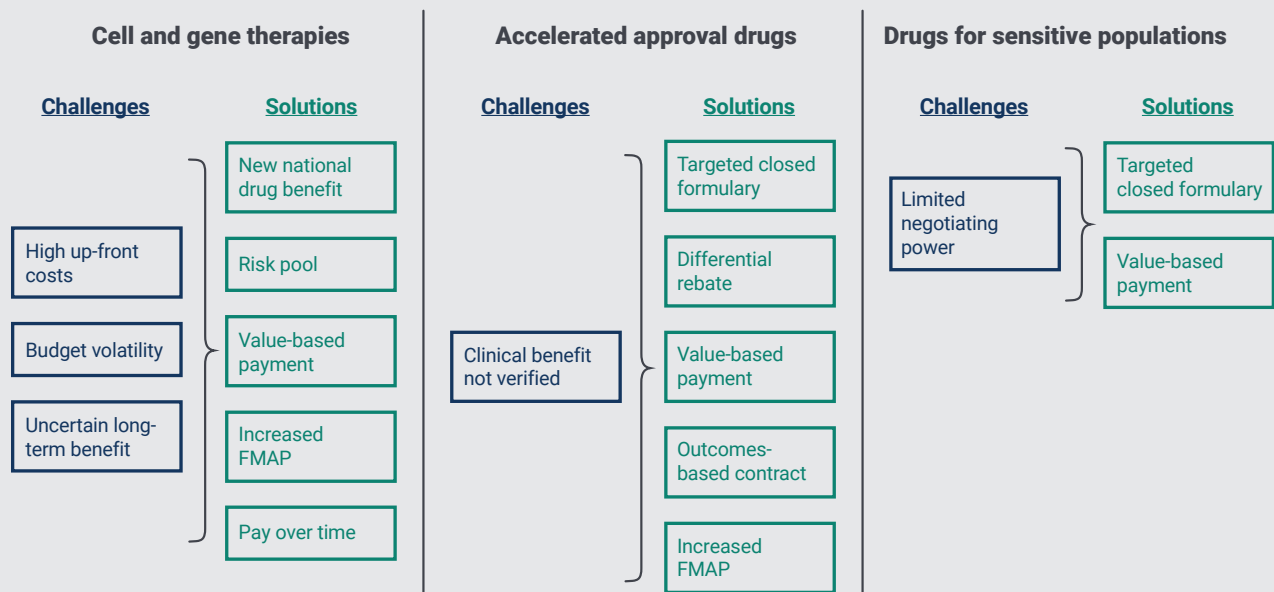 Cell and gene therapies
Challenges
Solutions
High up-front
costs
Budget volatility
Uncertain long-
term benefit
New national
drug benefit
Risk pool
Value-based
payment
Increased
FMAP
Pay over time
Accelerated approval drugs
Challenges
Solutions
Clinical benefit
not verified
Targeted closed
formulary
Differential
rebate
Value-based
payment
Outcomes-
based contract
Increased
FMAP
Drugs for sensitive populations
Challenges
Solutions
Limited
negotiating
power
Targeted
closed formulary
Value-based
payment